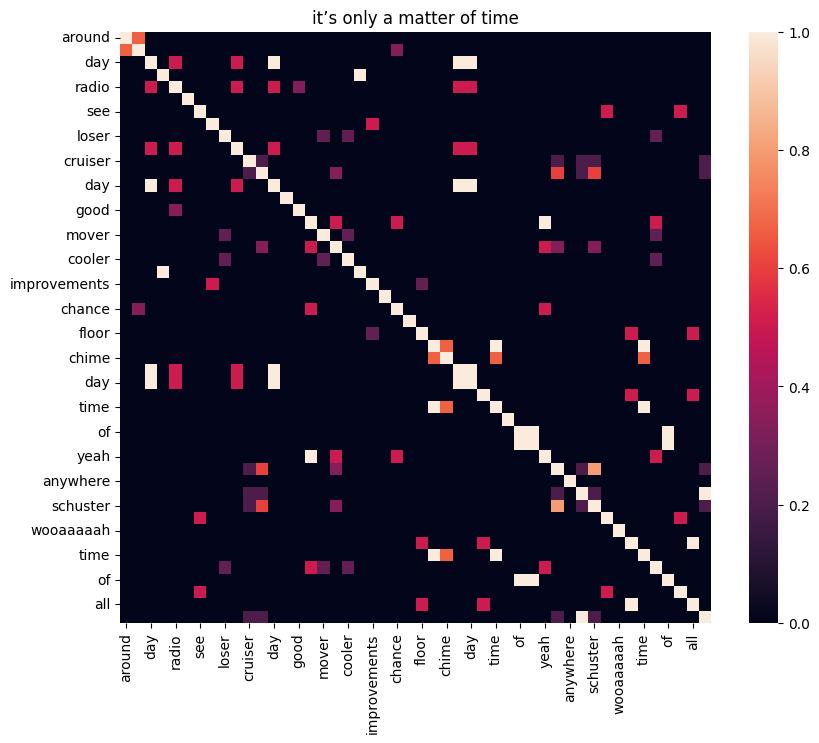 it’s only a matter of time
around
day
radio
see
loser
cruiser
day
good
mover
cooler
improvements
chance
floor
chime
day
time
of
yeah
anywhere
schuster
wooaaaaah
time
of
all
1.0
0.8
0.6
0.4
0.2
0.0
around
day
radio
see
loser
cruiser
day
good
mover
cooler
improvements
chance
floor
chime
day
time
of
yeah
anywhere
schuster
wooaaaaah
time
of
all